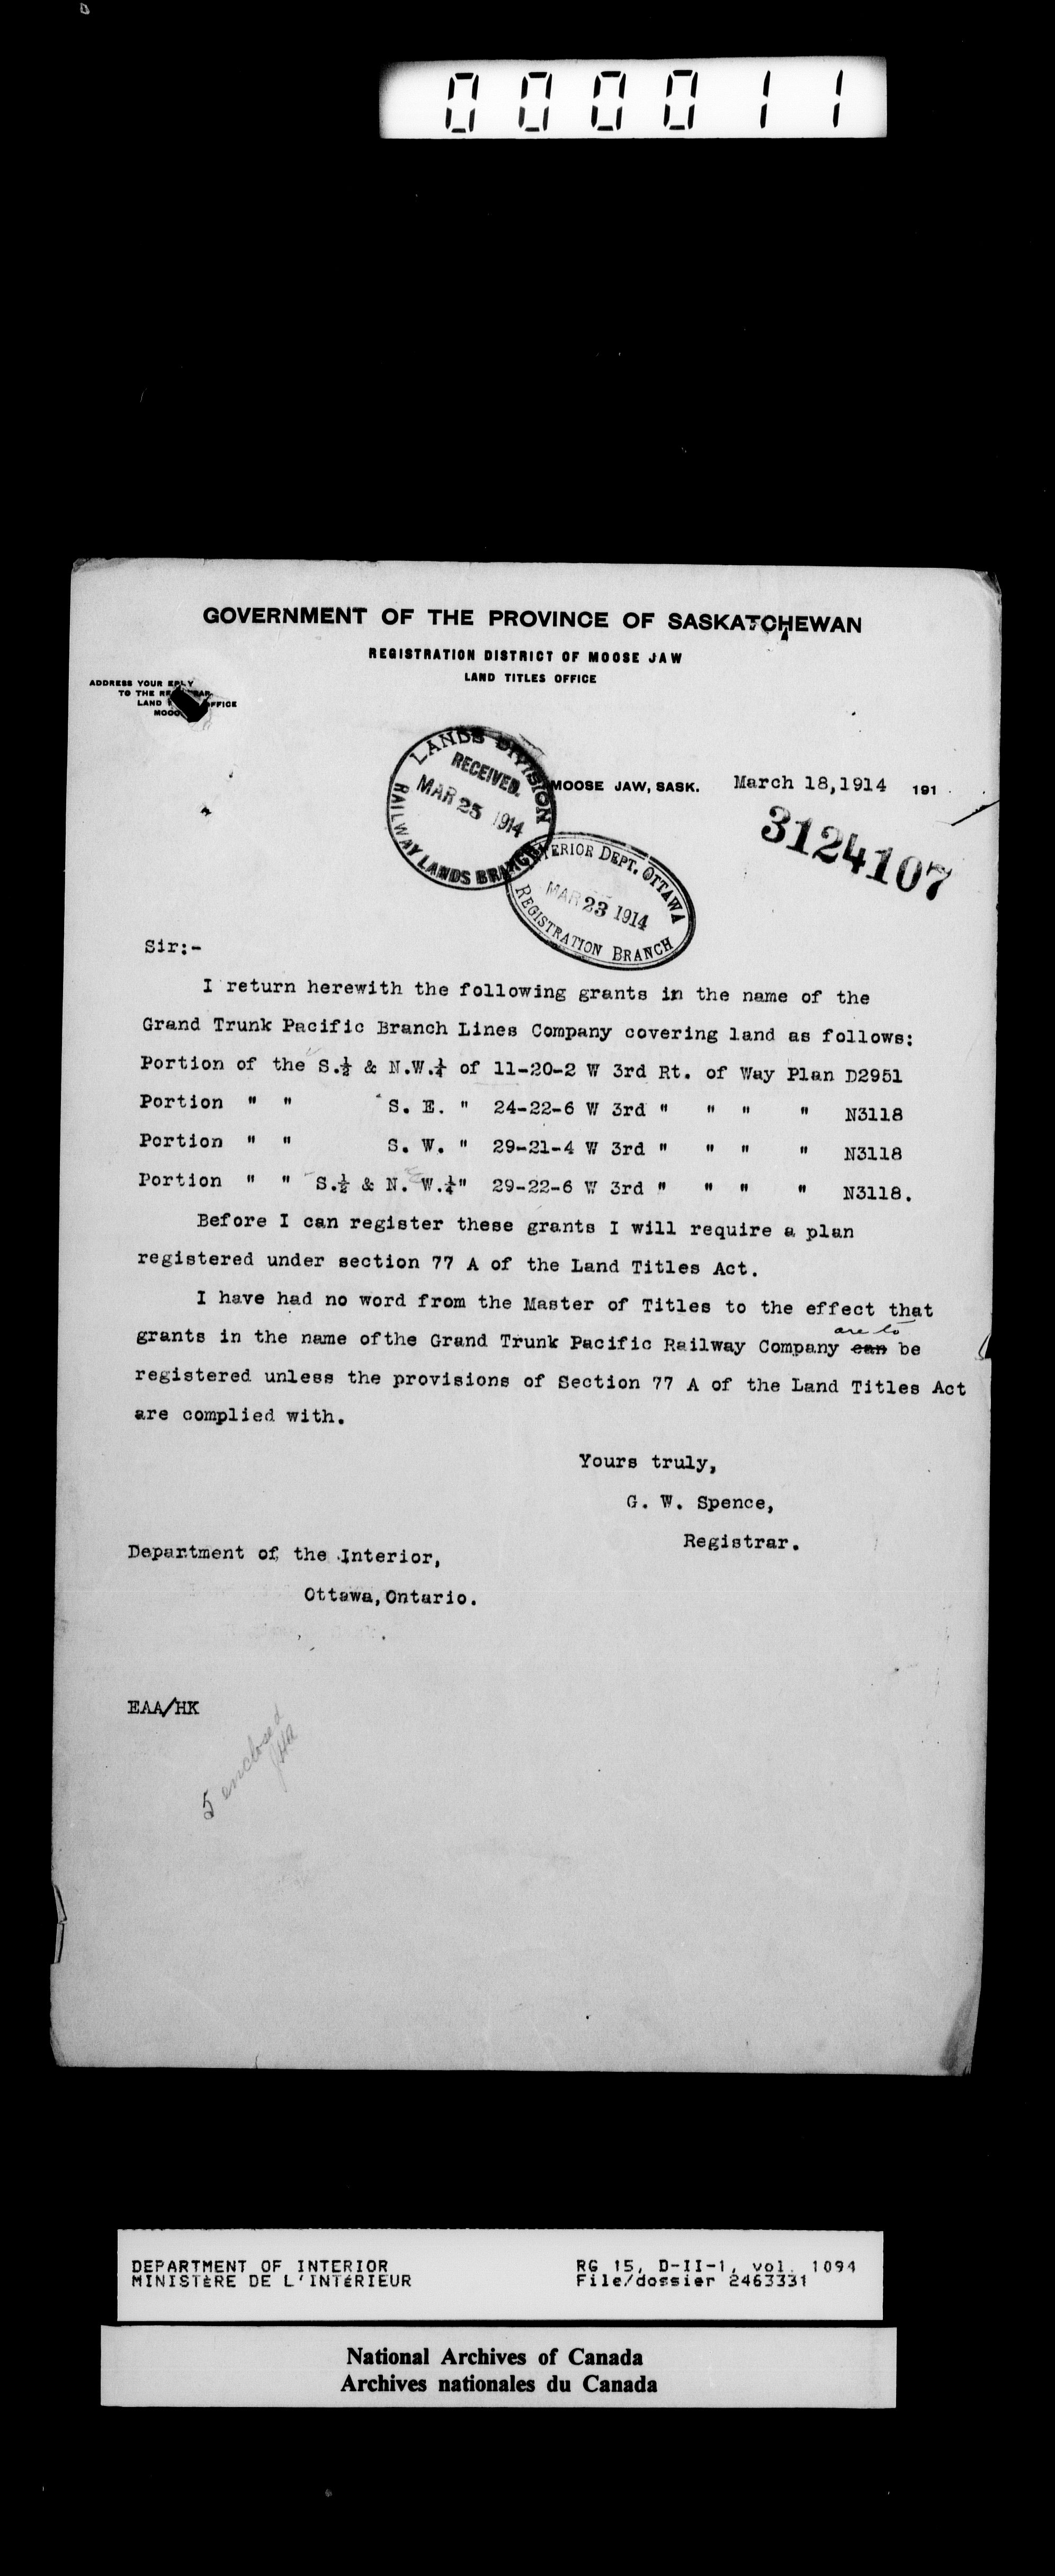 000011
GOVERNMENT OF THE PROVINCE OF SASKATCHEWAN
REGISTRATION DISTRICT OF MOOSE JAW
LAND TITLES OFFICE
ADDRESS YOUR
TO THE
LAND OFFICE
LANDS DIVISION
RECEIVED.
MAR 25 1914
RAILWAY LANDS BRANCH
MOOSE JAW, SASK. March 18,1914 191
3124107
INTERIOR DEPT. OTTAWA
MAR 23 1914
REGISTRATION BRANCH
Sir:-
I return herewith the following grants in the name of the
Grand Trunk Pacific Branch Lines Company covering land as follows:
Portion of the S.½ & N.W.¼ of 11-20-2 W 3rd Rt. of Way Plan D2951
Portion " " S. E. " 24-22-6 W 3rd " " " " N3118
Portion " " S. W. " 29-21-4 W 3rd " " " " N3118
Portion " " S.½ & N. W.¼" 29-22-6 W 3rd " " " " N3118.
Before I can register these grants I will require a plan
registered under section 77 A of the Land Titles Act.
I have had no word from the Master of Titles to the effect that
are to
grants in the name ofthe Grand Trunk Pacific Railway Company can be
registered unless the provisions of Section 77 A of the Land Titles Act
are complied with.
Yours truly,
G. W. Spence,
Registrar.
Department of the Interior,
Ottawa,Ontario.
EAA/HK
5 enclosed
DEPARTMENT OF INTERIOR RG 15, D-II-1, vol. 1094
MINISTÈRE DE L'INTÉRIEUR File/dossier 2463331
National Archives of Canada
Archives nationales du Canada